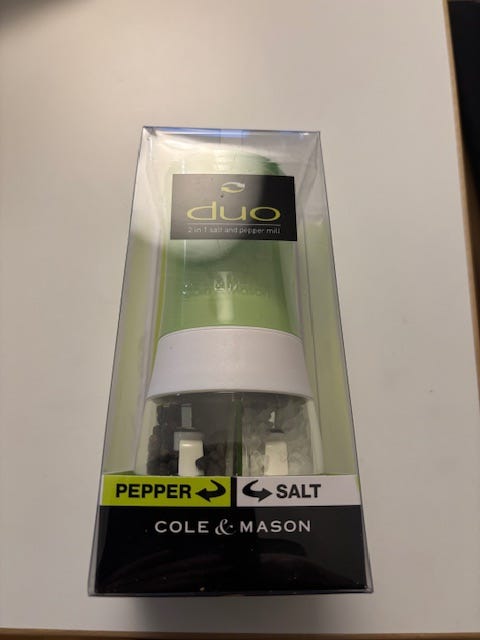 duo
2 in 1 salt and pepper mill
Cole & Mason
PEPPER SALT
COLE & MASON